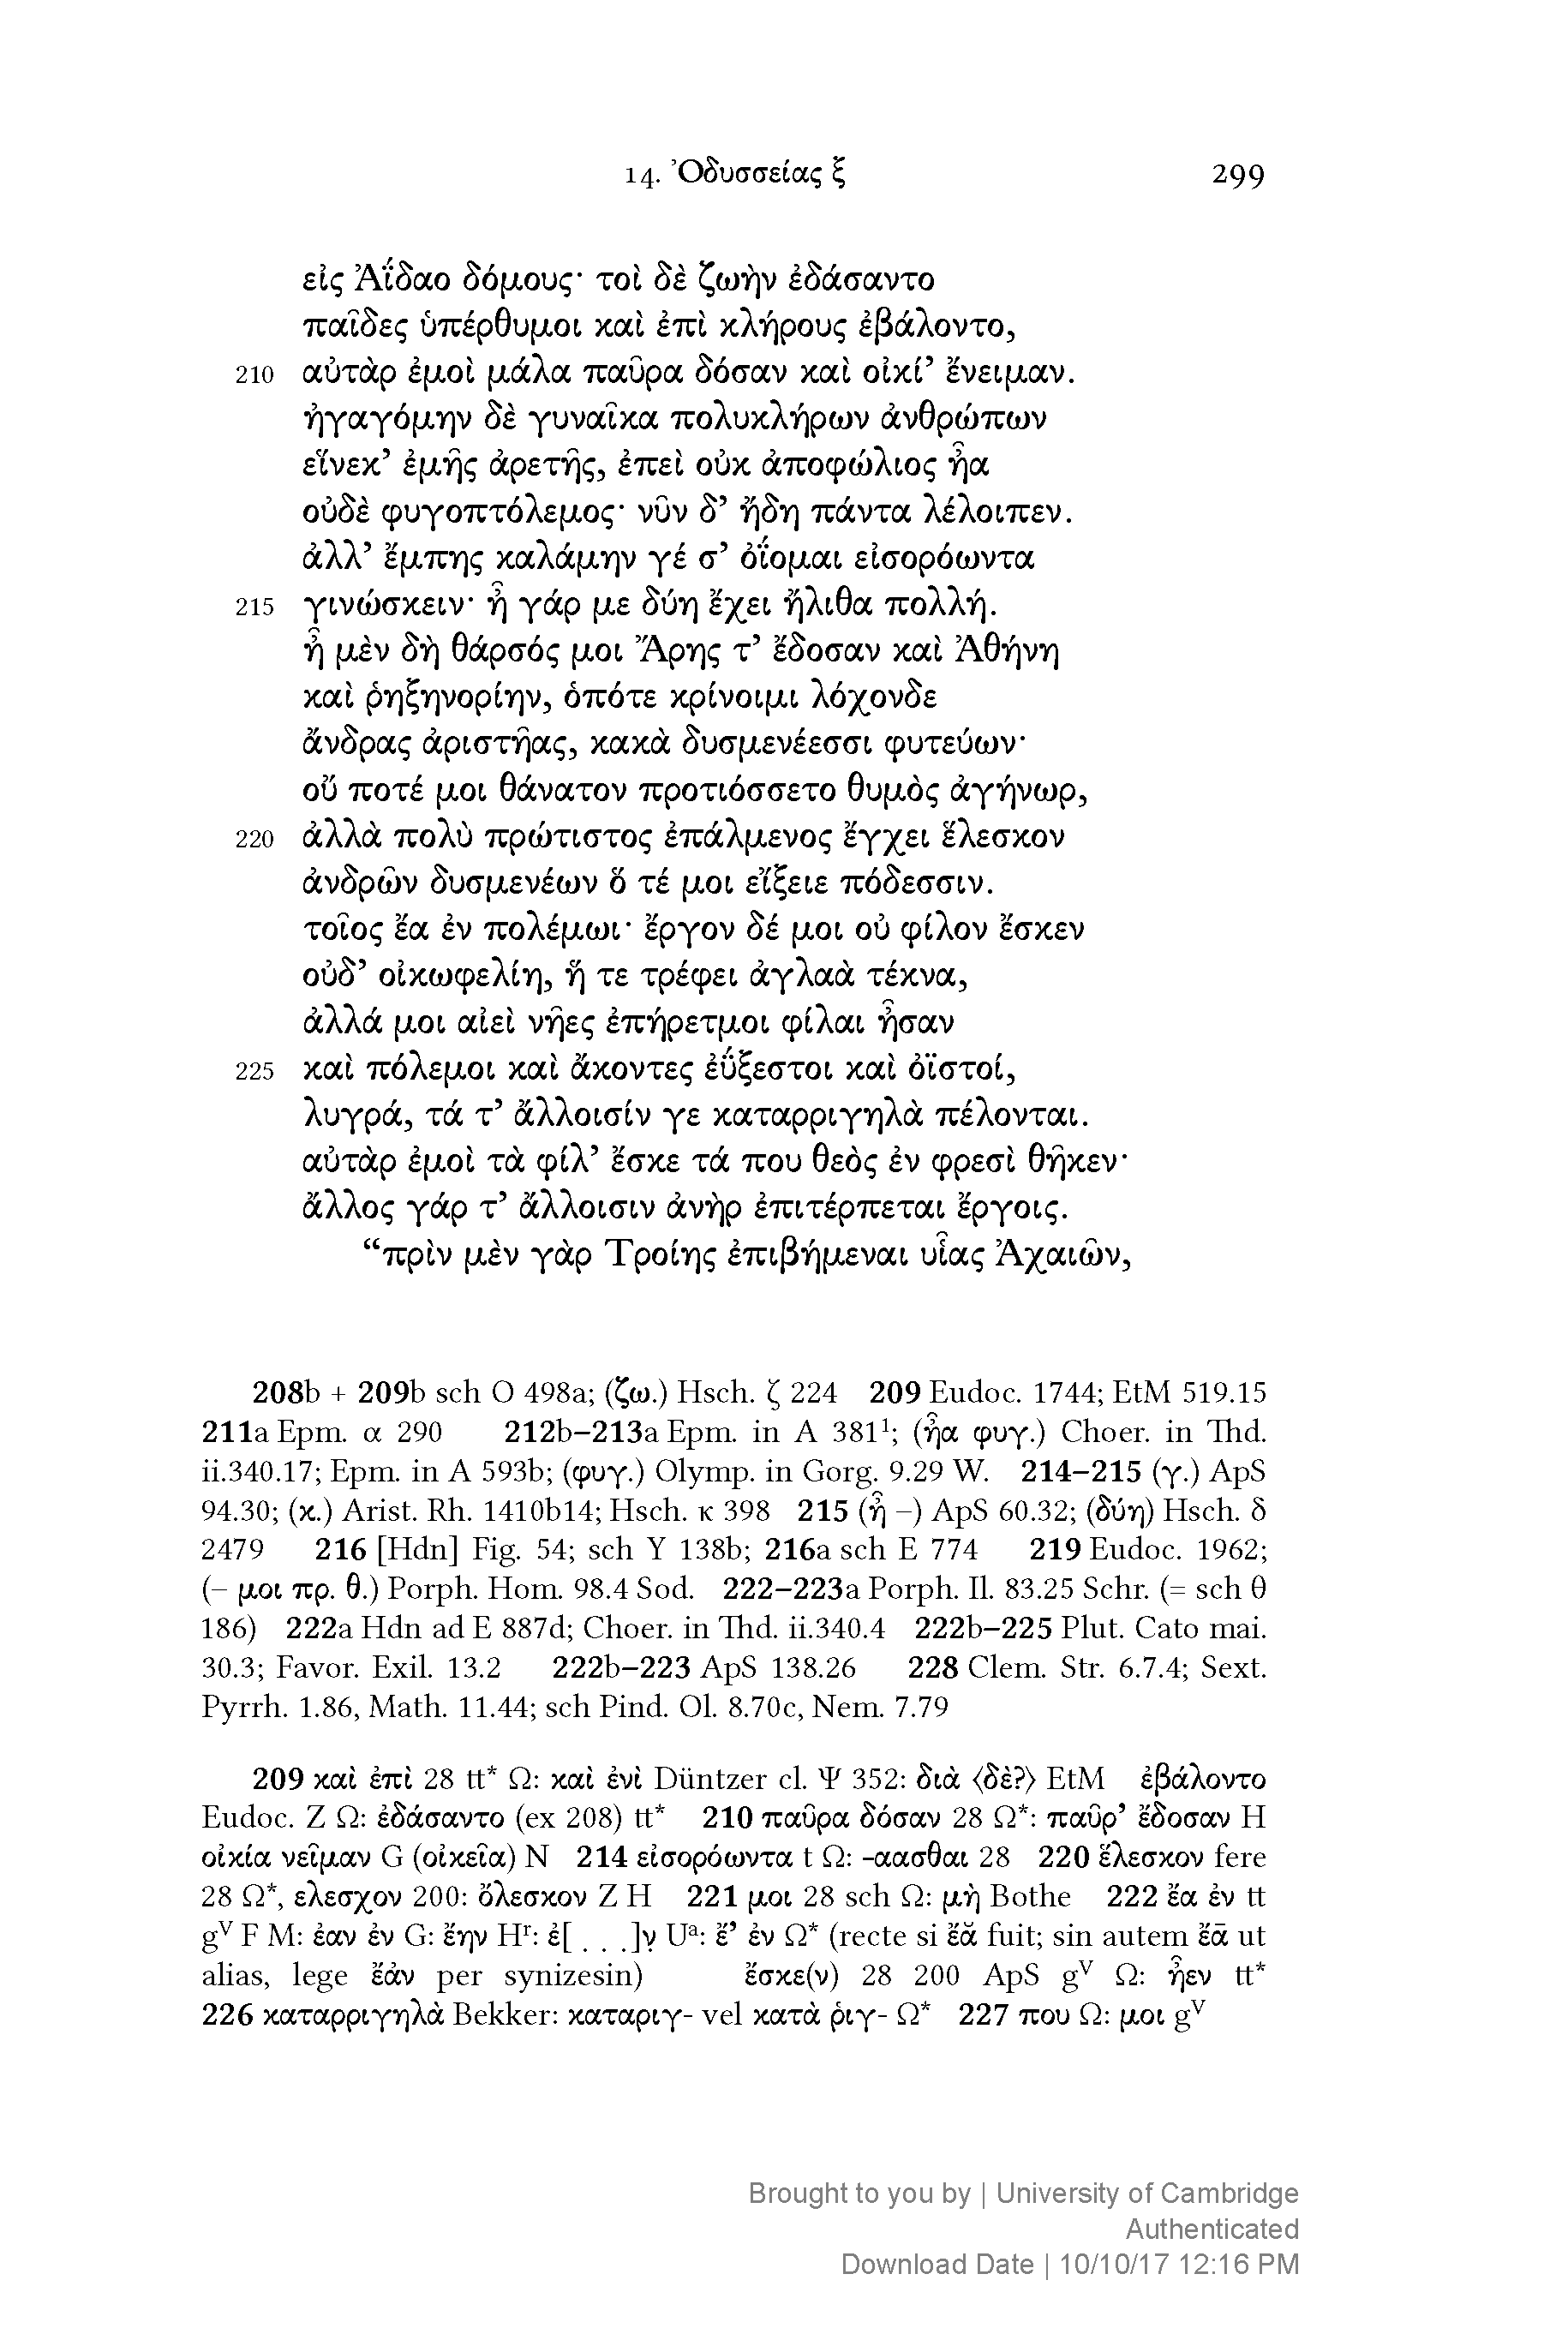 14. Ὀδυσσείας ξ 299
εἰς Ἀΐδαο δόμους· τοὶ δὲ ζωὴν ἐδάσαντο
παῖδες ὑπέρθυμοι καὶ ἐπὶ κλήρους ἐβάλοντο,
210 αὐτὰρ ἐμοὶ μάλα παῦρα δόσαν καὶ οἰκί’ ἔνειμαν.
ἠγαγόμην δὲ γυναῖκα πολυκλήρων ἀνθρώπων
εἵνεκ’ ἐμῆς ἀρετῆς, ἐπεὶ οὐκ ἀποφώλιος ἦα
οὐδὲ φυγοπτόλεμος· νῦν δ’ ἤδη πάντα λέλοιπεν.
ἀλλ’ ἔμπης καλάμην γέ σ’ ὀΐομαι εἰσορόωντα
215 γινώσκειν· ἦ γάρ με δύη ἔχει ἤλιθα πολλή.
ἦ μὲν δὴ θάρσός μοι Ἄρης τ’ ἔδοσαν καὶ Ἀθήνη
καὶ ῥηξηνορίην, ὁπότε κρίνοιμι λόχονδε
ἄνδρας ἀριστῆας, κακὰ δυσμενέεσσι φυτεύων·
οὔ ποτέ μοι θάνατον προτιόσσετο θυμὸς ἀγήνωρ,
220 ἀλλὰ πολὺ πρώτιστος ἐπάλμενος ἔγχει ἕλεσκον
ἀνδρῶν δυσμενέων ὅ τέ μοι εἴξειε πόδεσσιν.
τοῖος ἔα ἐν πολέμωι· ἔργον δέ μοι οὐ φίλον ἔσκεν
οὐδ’ οἰκωφελίη, ἥ τε τρέφει ἀγλαὰ τέκνα,
ἀλλά μοι αἰεὶ νῆες ἐπήρετμοι φίλαι ἦσαν
225 καὶ πόλεμοι καὶ ἄκοντες ἐΰξεστοι καὶ ὀϊστοί,
λυγρά, τά τ’ ἄλλοισίν γε καταρριγηλὰ πέλονται.
αὐτὰρ ἐμοὶ τὰ φίλ’ ἔσκε τά που θεὸς ἐν φρεσὶ θῆκεν·
ἄλλος γάρ τ’ ἄλλοισιν ἀνὴρ ἐπιτέρπεται ἔργοις.
“πρὶν μὲν γὰρ Τροίης ἐπιβήμεναι υἷας Ἀχαιῶν,
208b + 209b sch O 498a; (ζω.) Hsch. ζ 224 209 Eudoc. 1744; EtM 519.15
211a Epm. α 290 212b–213a Epm. in A 381¹; (ἦα φυγ.) Choer. in Thd.
ii.340.17; Epm. in A 593b; (φυγ.) Olymp. in Gorg. 9.29 W. 214–215 (γ.) ApS
94.30; (κ.) Arist. Rh. 1410b14; Hsch. κ 398 215 (ἦ –) ApS 60.32; (δύη) Hsch. δ
2479 216 [Hdn] Fig. 54; sch Υ 138b; 216a sch E 774 219 Eudoc. 1962;
(– μοι πρ. θ.) Porph. Hom. 98.4 Sod. 222–223a Porph. Il. 83.25 Schr. (= sch θ
186) 222a Hdn ad E 887d; Choer. in Thd. ii.340.4 222b–225 Plut. Cato mai.
30.3; Favor. Exil. 13.2 222b–223 ApS 138.26 228 Clem. Str. 6.7.4; Sext.
Pyrrh. 1.86, Math. 11.44; sch Pind. Ol. 8.70c, Nem. 7.79
209 καὶ ἐπὶ 28 tt* Ω: καὶ ἐνὶ Düntzer cl. Ψ 352: διὰ ⟨δὲ?⟩ EtM ἐβάλοντο
Eudoc. Z Ω: ἐδάσαντο (ex 208) tt* 210 παῦρα δόσαν 28 Ω*: παῦρ’ ἔδοσαν H
οἰκία νεῖμαν G (οἰκεῖα) N 214 εἰσορόωντα t Ω: -αασθαι 28 220 ἕλεσκον fere
28 Ω*, ελεσχον 200: ὄλεσκον Z H 221 μοι 28 sch Ω: μὴ Bothe 222 ἔα ἐν tt
gᵛ F M: ἐαν ἐν G: ἔην Hʳ: ἐ[ . . .]ν̣ Uᵃ: ἔ’ ἐν Ω* (recte si ἔᾰ fuit; sin autem ἔᾱ ut
alias, lege ἔἀν per synizesin) ἔσκε(ν) 28 200 ApS gᵛ Ω: ἦεν tt*
226 καταρριγηλὰ Bekker: καταριγ- vel κατὰ ῥιγ- Ω* 227 που Ω: μοι gᵛ
Brought to you by | University of Cambridge
Authenticated
Download Date | 10/10/17 12:16 PM